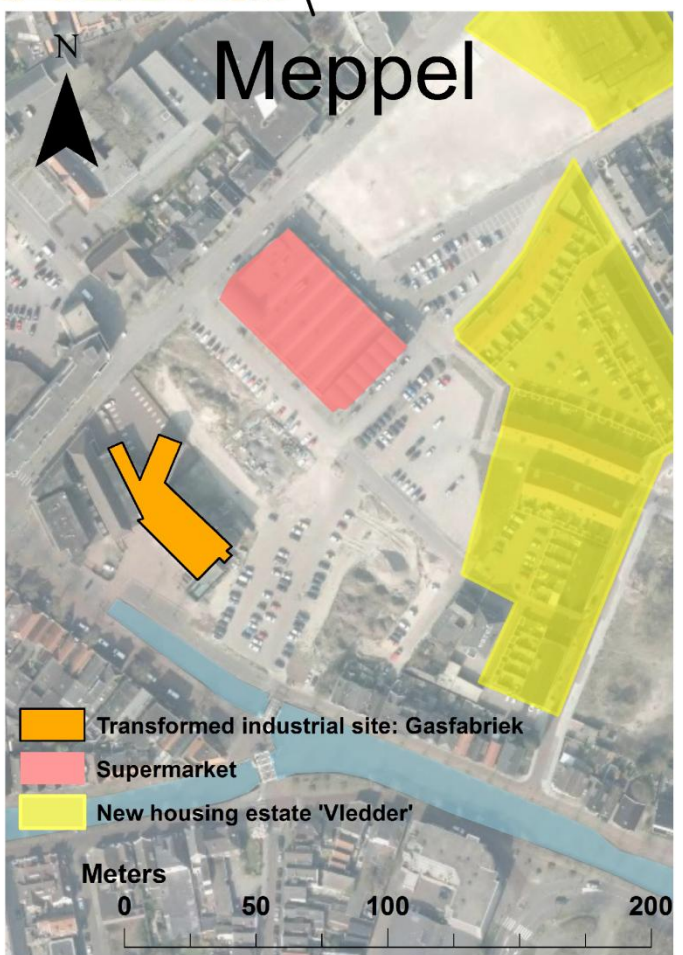 N
Meppel
Transformed industrial site: Gasfabriek
Supermarket
New housing estate 'Vledder'
Meters
0 50 100 200